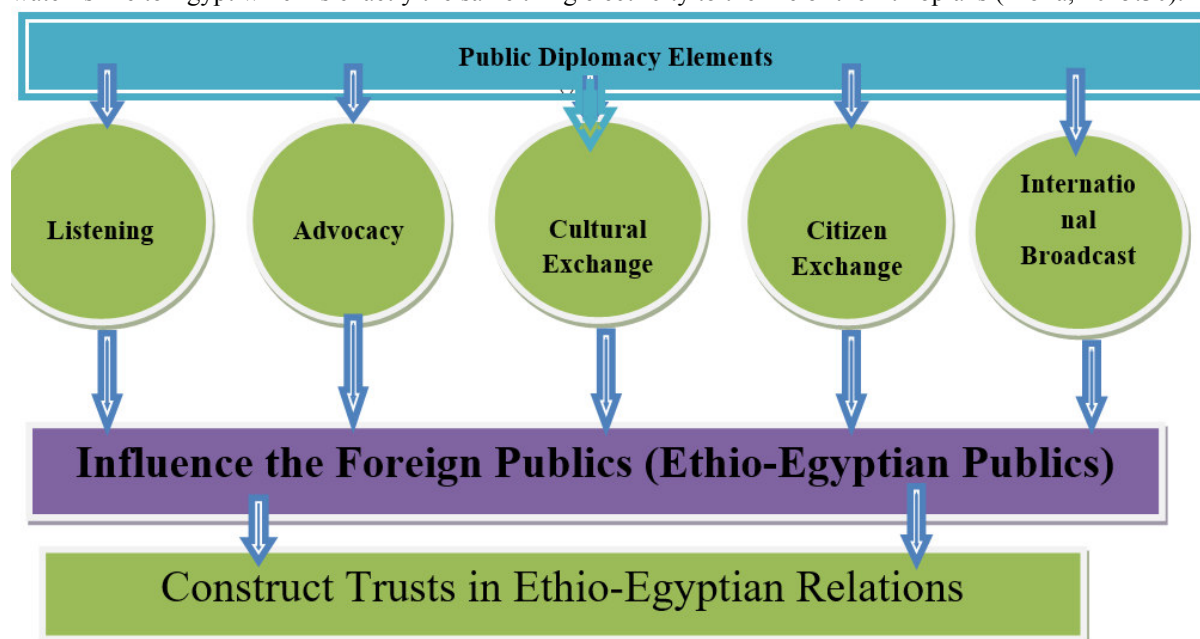 Public Diplomacy Elements
Listening
Advocacy
Cultural
Exchange
Citizen
Exchange
Internatio
nal
Broadcast
Influence the Foreign Publics (Ethio-Egyptian Publics)
Construct Trusts in Ethio-Egyptian Relations